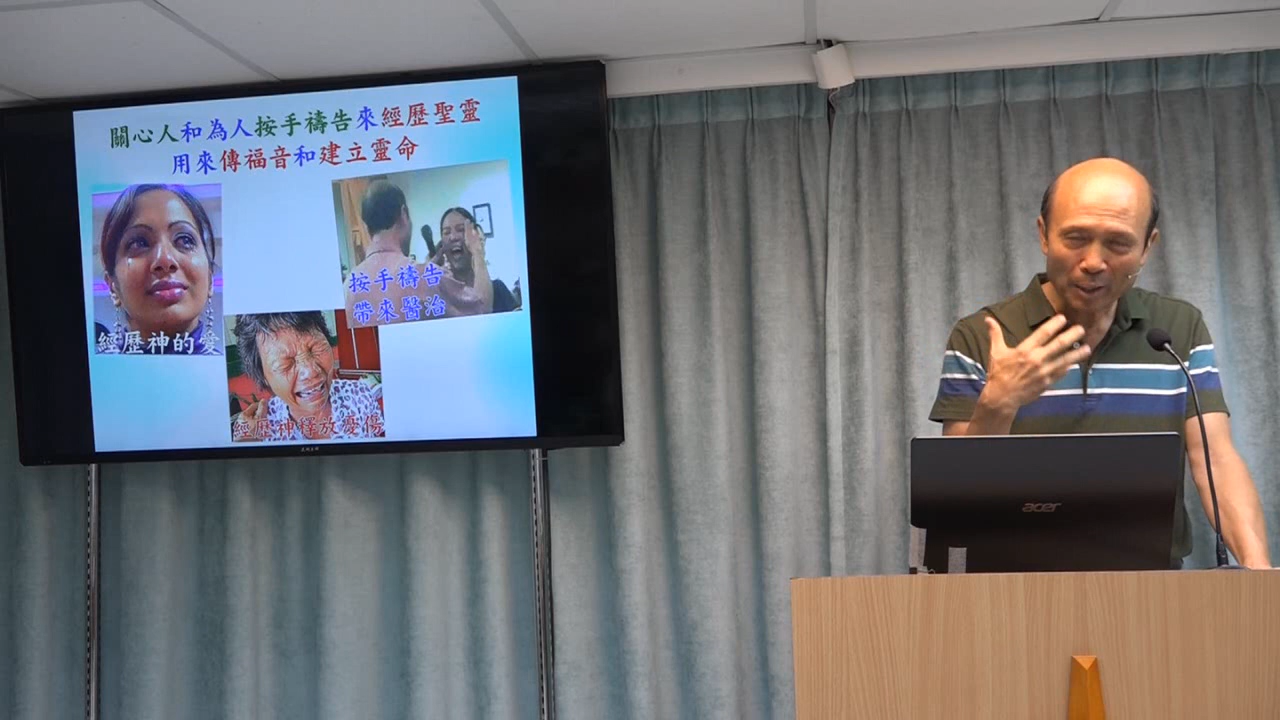 關心人和為人按手禱告來經歷聖靈
用來傳福音和建立靈命
經歷神的愛
按手禱告
帶來醫治
經歷神釋放憂傷
acer